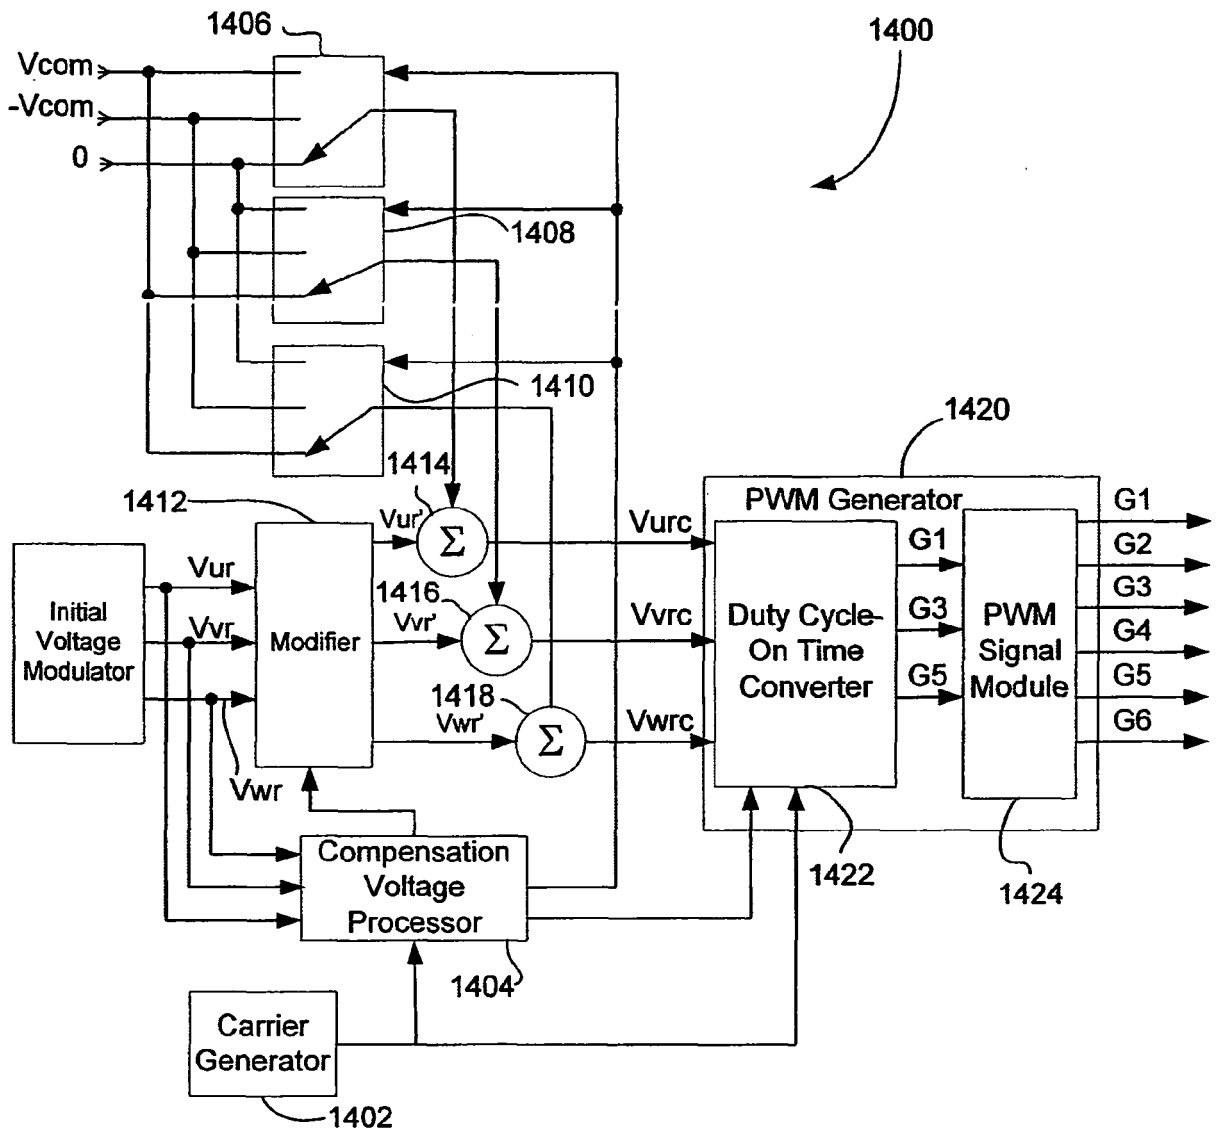 1400
1406
Vcom
-Vcom
0
1408
1410
1420
1414
1412
PWM Generator
Vur'
Vurc
G1
G2
G3
G4
G5
G6
G1
G3
G5
Vur
Vvr
Vwr
Initial
Voltage
Modulator
Modifier
1416
Vvr'
Vvrc
Σ
Σ
Σ
Duty Cycle-
On Time
Converter
PWM
Signal
Module
1418
Vwr'
Vwrc
Compensation
Voltage
Processor
1422
1424
1404
Carrier
Generator
1402